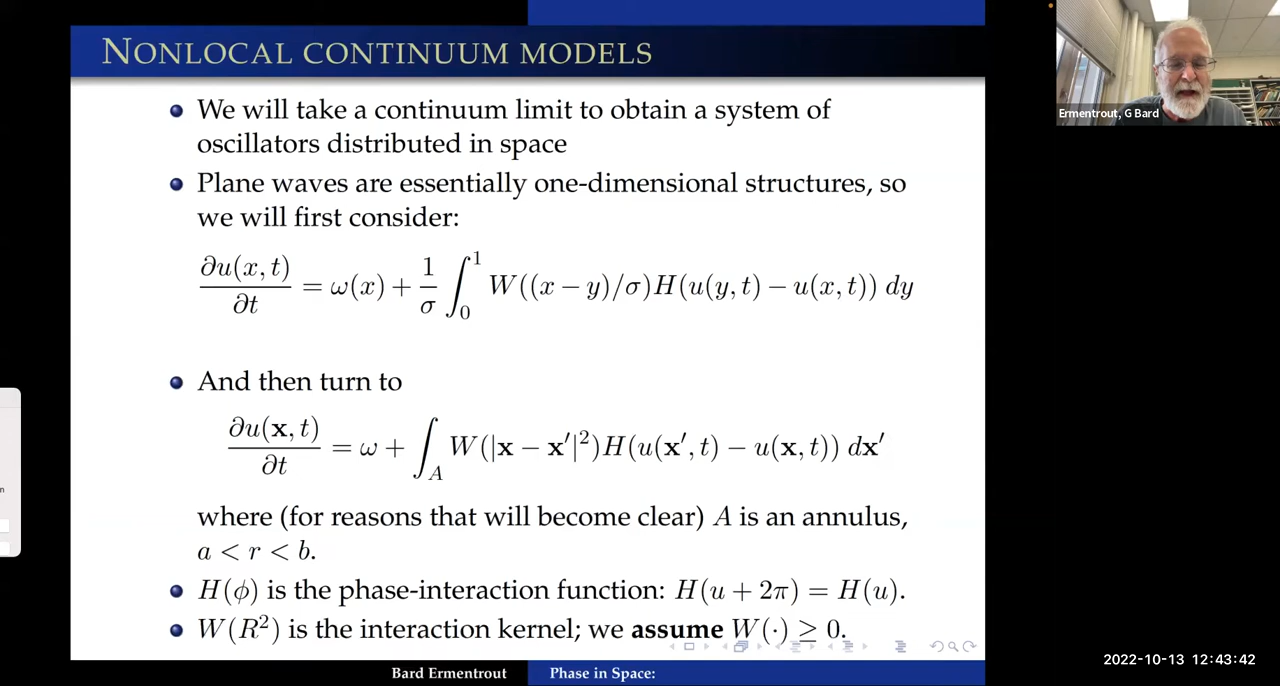 NONLOCAL CONTINUUM MODELS
We will take a continuum limit to obtain a system of
oscillators distributed in space
Plane waves are essentially one-dimensional structures, so
we will first consider:
∂u(x, t)/∂t = ω(x) + 1/σ ∫₀¹ W((x − y)/σ)H(u(y, t) − u(x, t)) dy
And then turn to
∂u(𝐱, t)/∂t = ω + ∫_A W(|𝐱 − 𝐱′|²)H(u(𝐱′, t) − u(𝐱, t)) d𝐱′
where (for reasons that will become clear) A is an annulus,
a < r < b.
H(ϕ) is the phase-interaction function: H(u + 2π) = H(u).
W(R²) is the interaction kernel; we assume W(·) ≥ 0.
Bard Ermentrout
Phase in Space:
Ermentrout, G Bard
2022-10-13 12:43:42
n